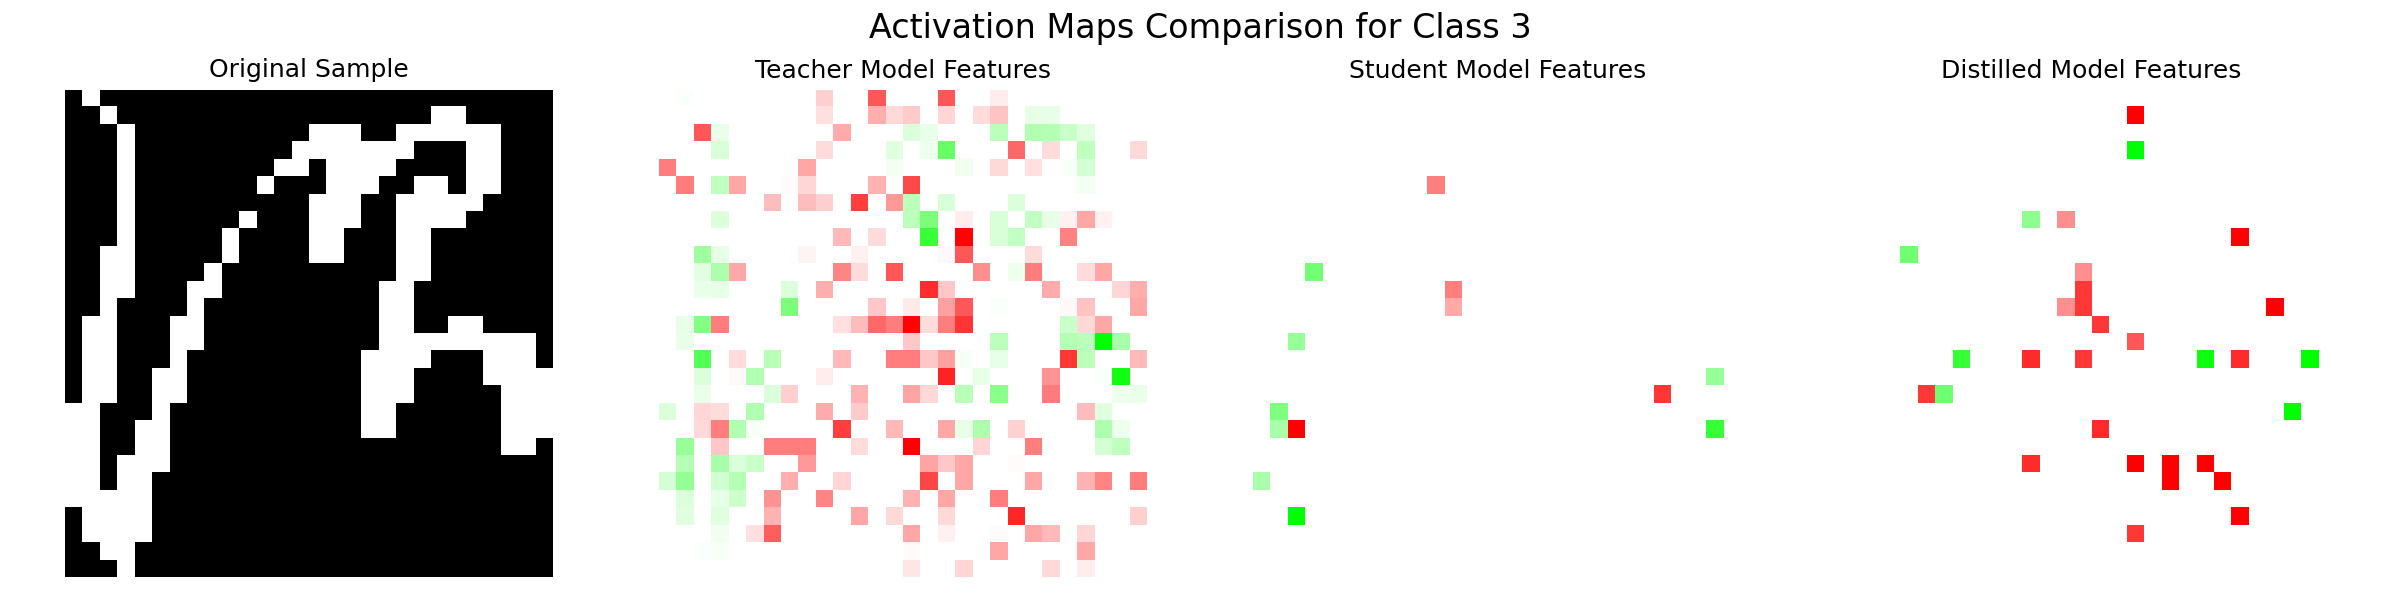 Activation Maps Comparison for Class 3
Original Sample
Teacher Model Features
Student Model Features
Distilled Model Features